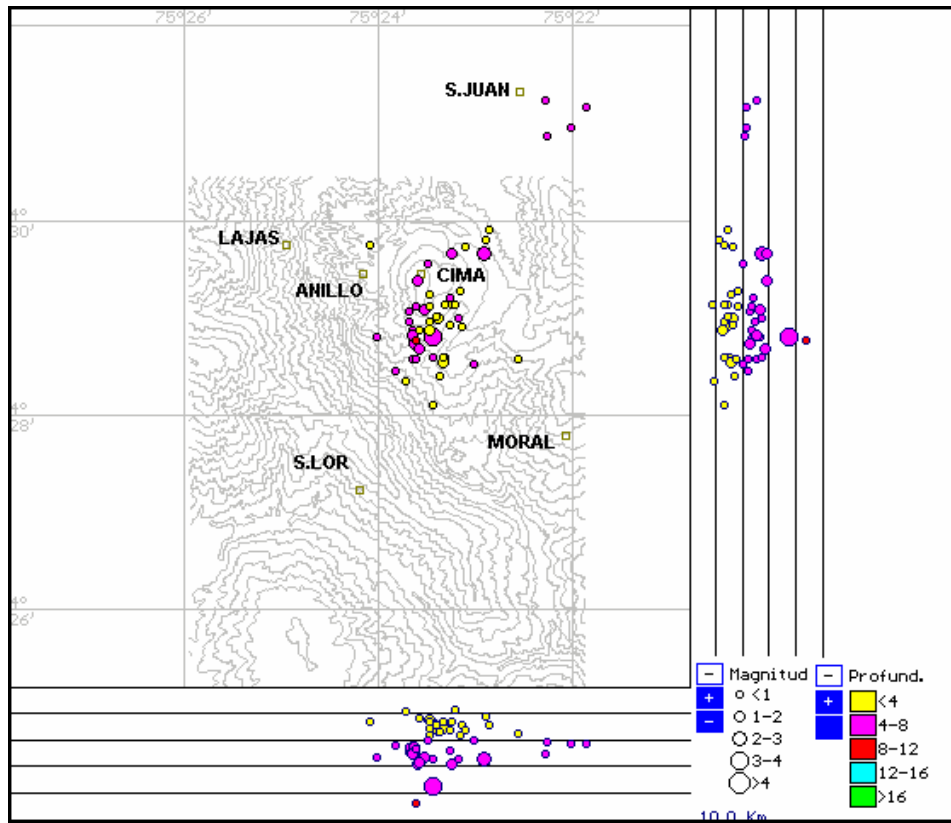 75°26' 75°24' 75°22'
S.JUAN
4°
30'
LAJAS
ANILLO
CIMA
4°
28'
MORAL
S.LOR
4°
26'
- Magnitud
+ <1
- 1-2
2-3
3-4
>4
- Profund.
+ <4
4-8
8-12
12-16
>16
10.0 Km